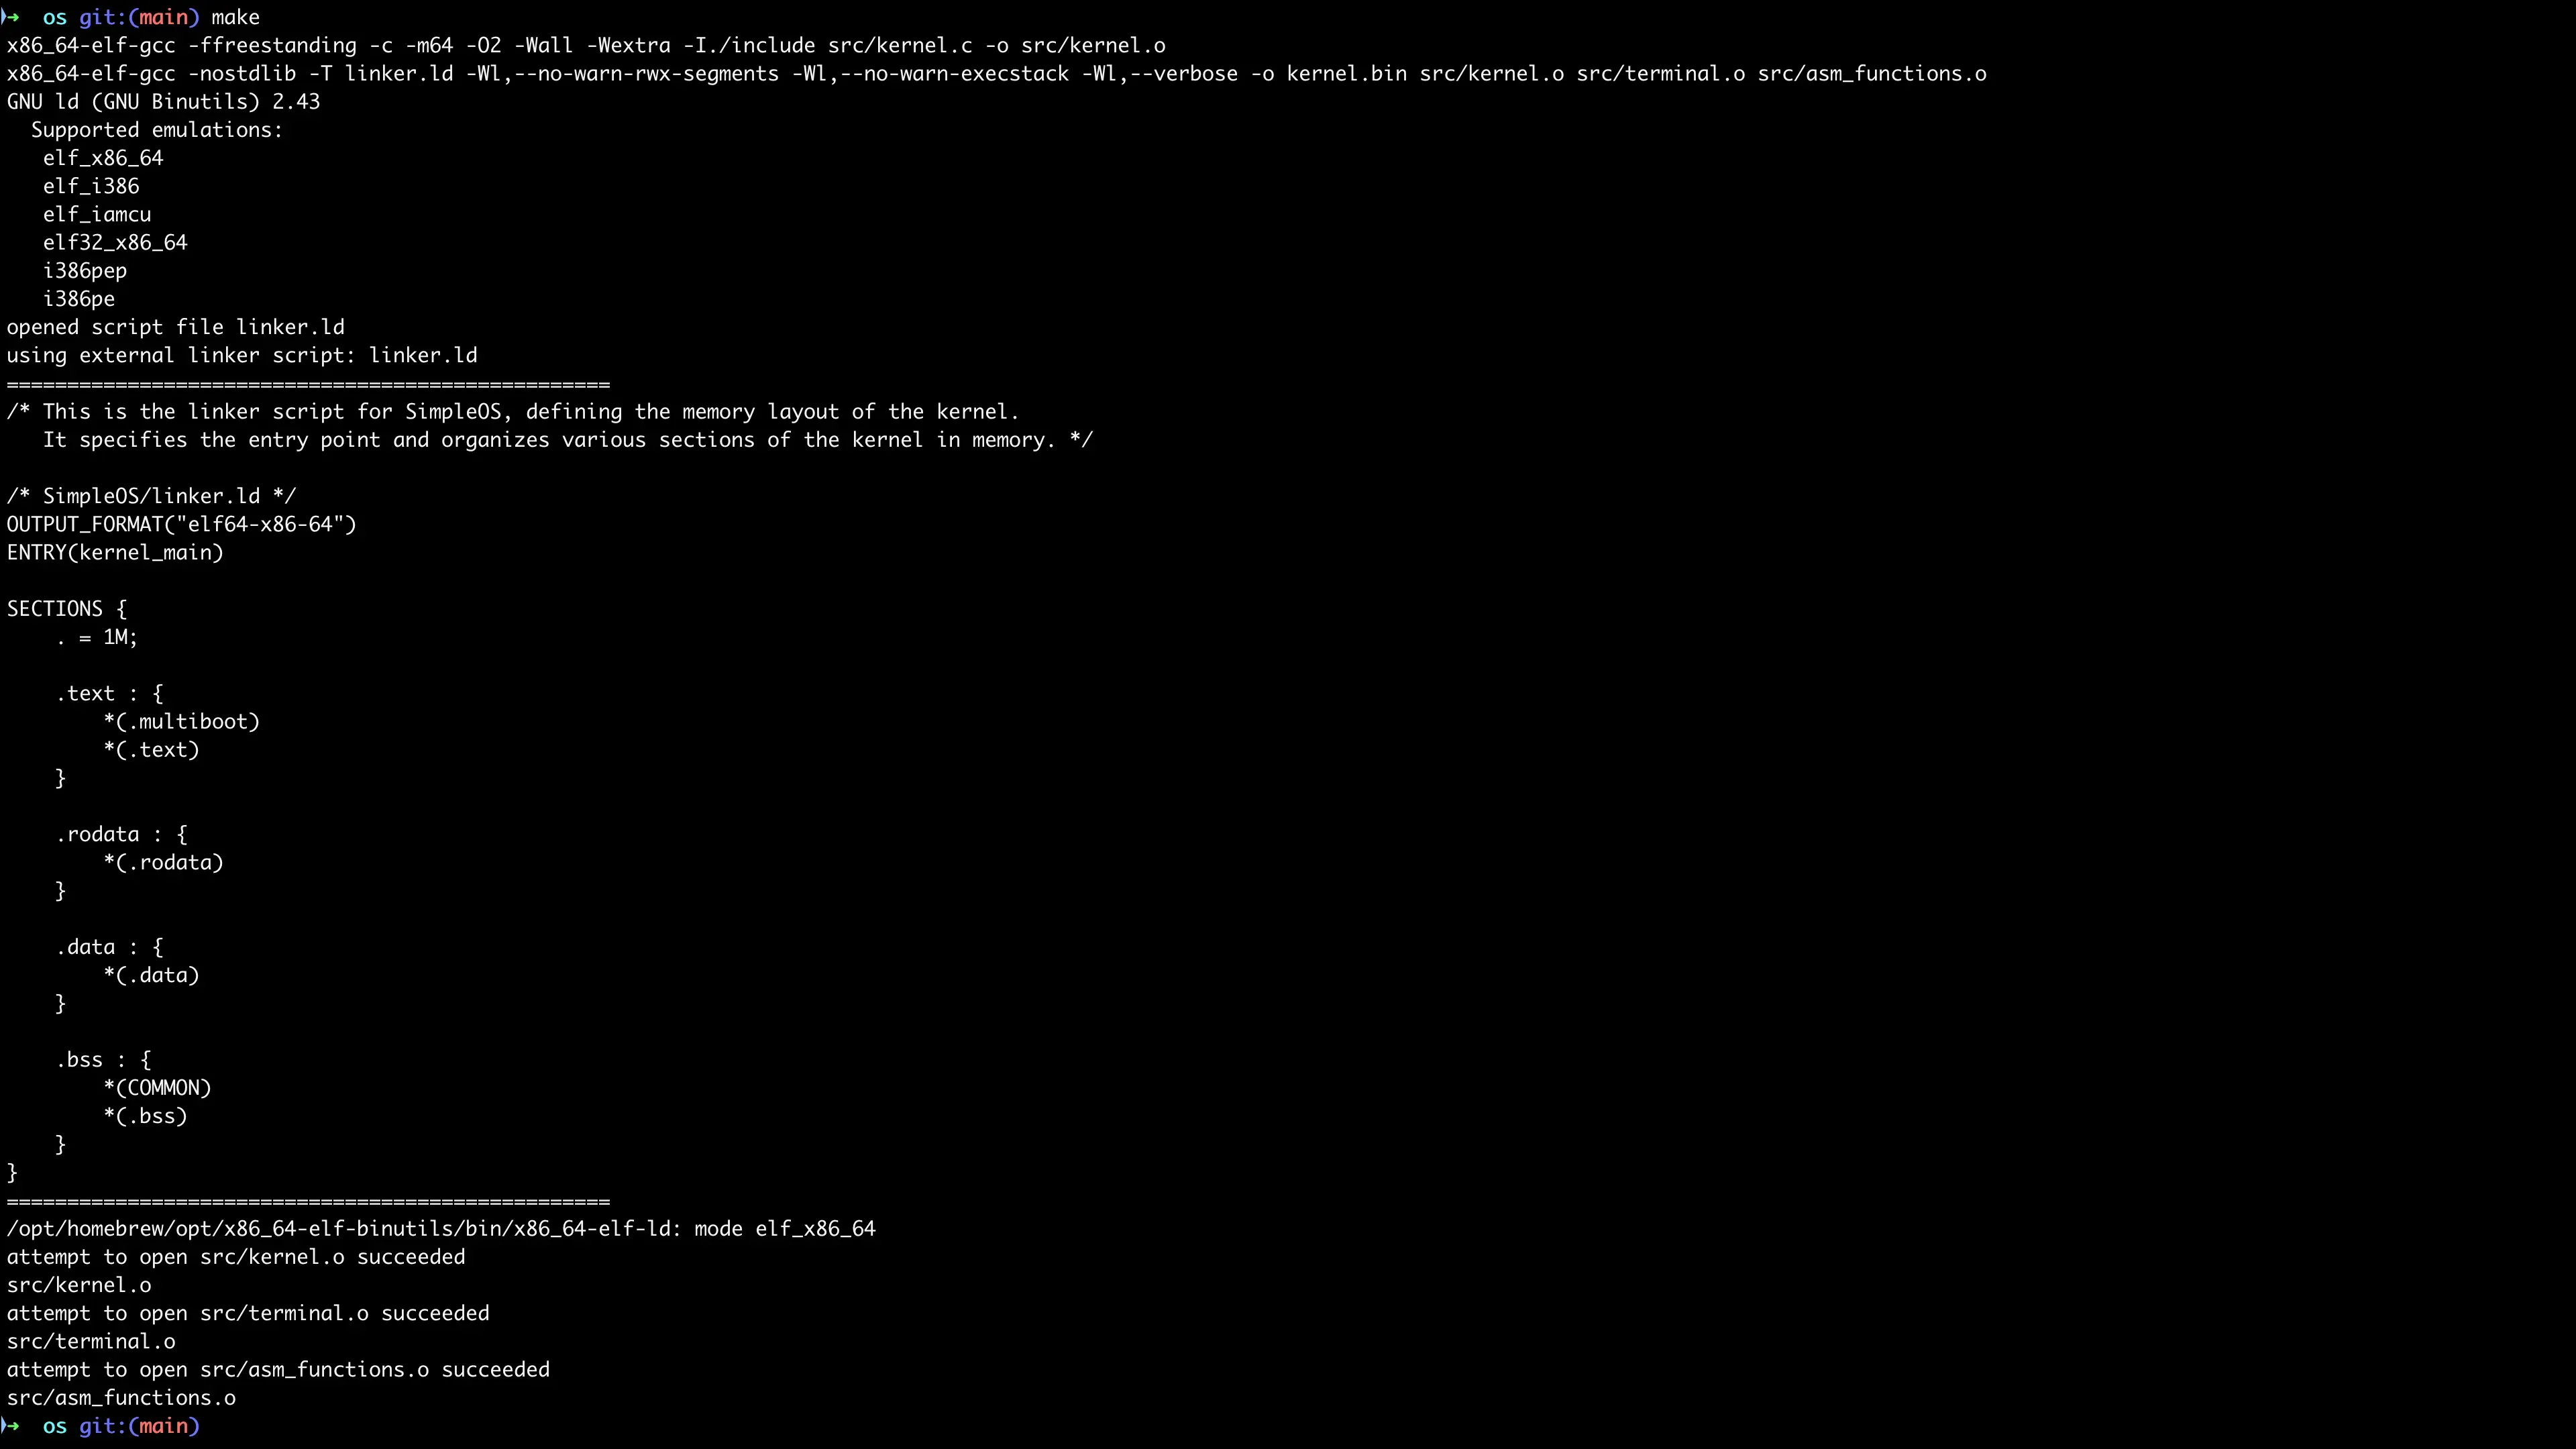 ➜  os git:(main) make
x86_64-elf-gcc -ffreestanding -c -m64 -O2 -Wall -Wextra -I./include src/kernel.c -o src/kernel.o
x86_64-elf-gcc -nostdlib -T linker.ld -Wl,--no-warn-rwx-segments -Wl,--no-warn-execstack -Wl,--verbose -o kernel.bin src/kernel.o src/terminal.o src/asm_functions.o
GNU ld (GNU Binutils) 2.43
  Supported emulations:
   elf_x86_64
   elf_i386
   elf_iamcu
   elf32_x86_64
   i386pep
   i386pe
opened script file linker.ld
using external linker script: linker.ld
==================================================
/* This is the linker script for SimpleOS, defining the memory layout of the kernel.
   It specifies the entry point and organizes various sections of the kernel in memory. */

/* SimpleOS/linker.ld */
OUTPUT_FORMAT("elf64-x86-64")
ENTRY(kernel_main)

SECTIONS {
    . = 1M;

    .text : {
        *(.multiboot)
        *(.text)
    }

    .rodata : {
        *(.rodata)
    }

    .data : {
        *(.data)
    }

    .bss : {
        *(COMMON)
        *(.bss)
    }
}
==================================================
/opt/homebrew/opt/x86_64-elf-binutils/bin/x86_64-elf-ld: mode elf_x86_64
attempt to open src/kernel.o succeeded
src/kernel.o
attempt to open src/terminal.o succeeded
src/terminal.o
attempt to open src/asm_functions.o succeeded
src/asm_functions.o
➜  os git:(main)